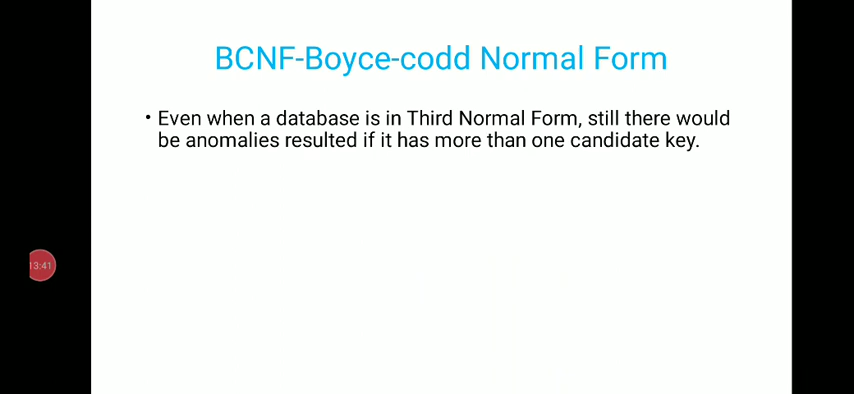 BCNF-Boyce-codd Normal Form
• Even when a database is in Third Normal Form, still there would
be anomalies resulted if it has more than one candidate key.
13:41